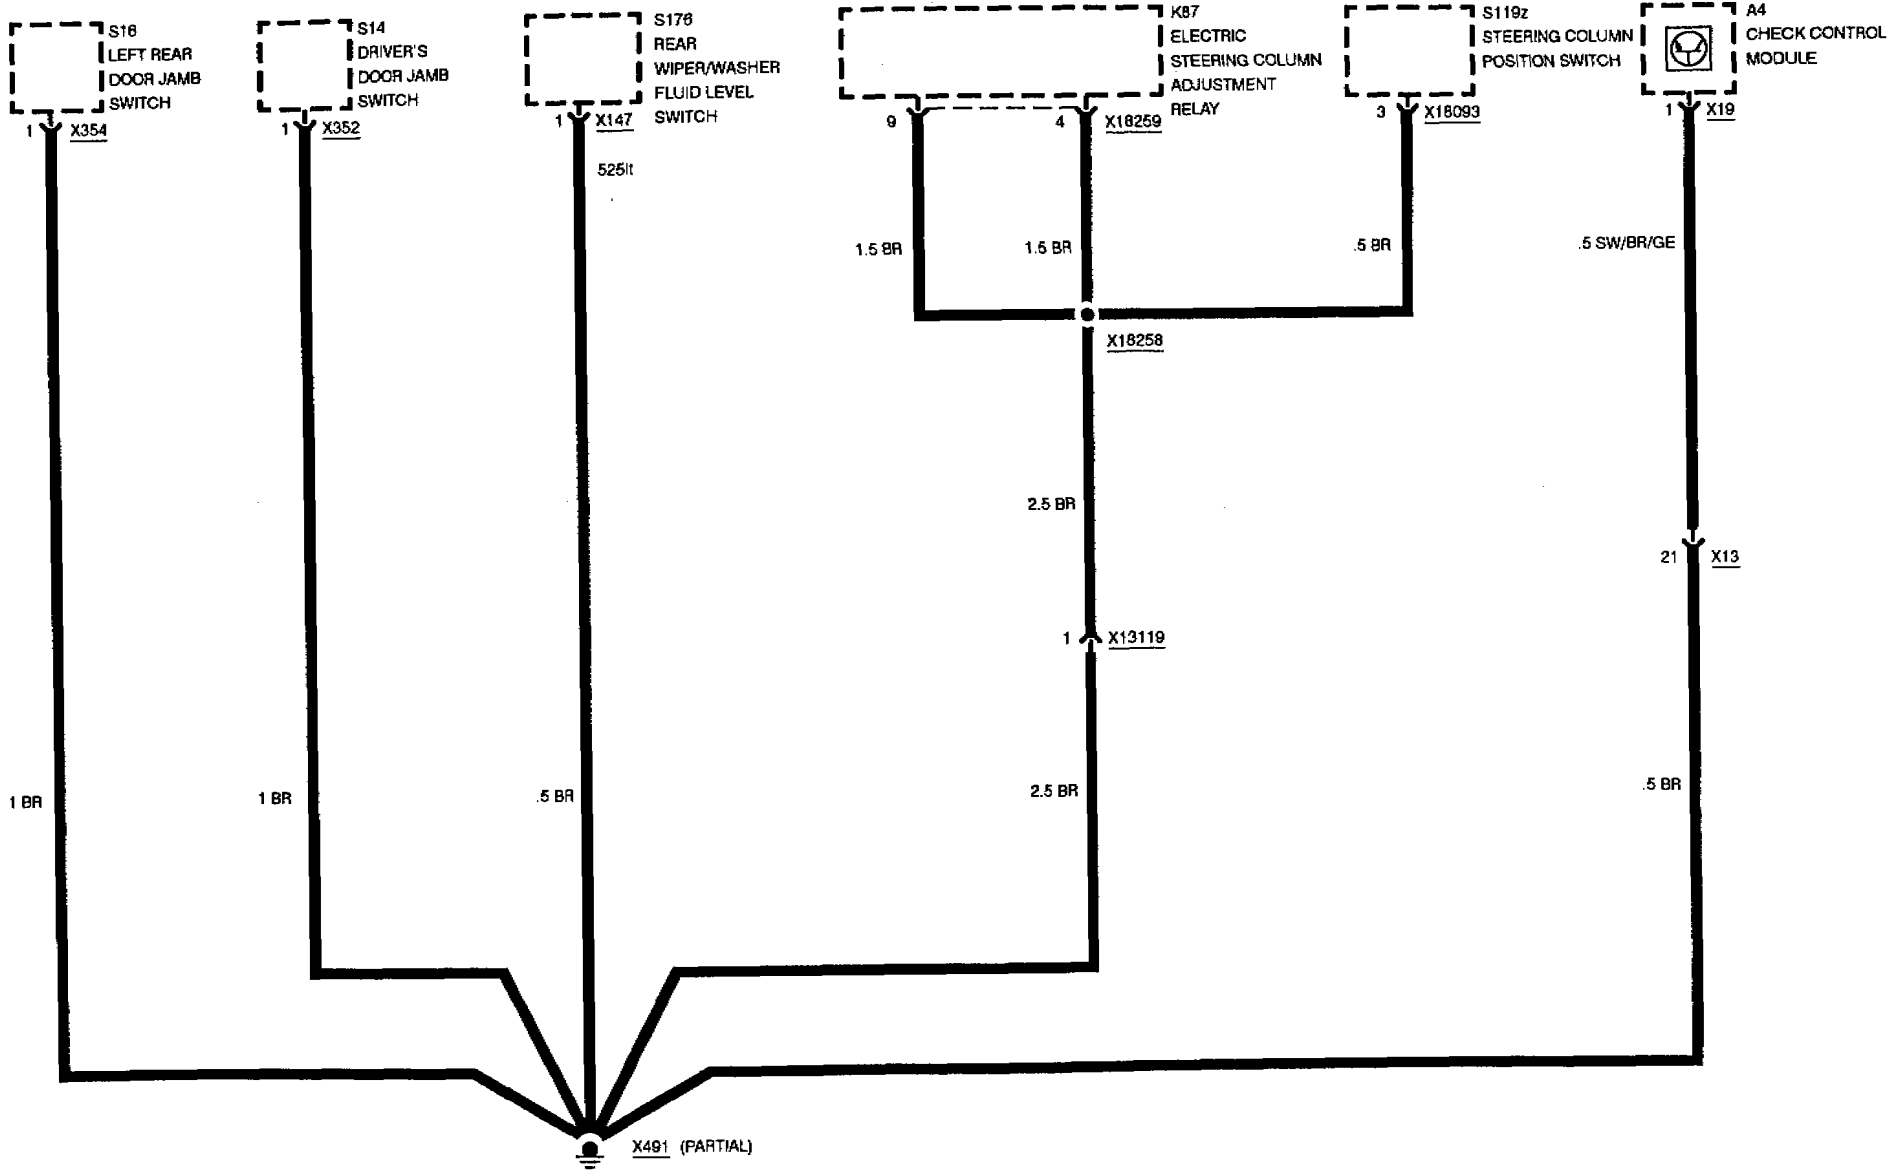 S16
LEFT REAR
DOOR JAMB
SWITCH
1
X354
S14
DRIVER'S
DOOR JAMB
SWITCH
1
X352
S176
REAR
WIPER/WASHER
FLUID LEVEL
SWITCH
1
X147
525it
K87
ELECTRIC
STEERING COLUMN
ADJUSTMENT
RELAY
9
4
X18259
S119z
STEERING COLUMN
POSITION SWITCH
3
X18093
A4
CHECK CONTROL
MODULE
1
X19
1.5 BR
1.5 BR
.5 BR
.5 SW/BR/GE
X18258
2.5 BR
21
X13
1
X13119
1 BR
1 BR
.5 BR
2.5 BR
.5 BR
X491 (PARTIAL)